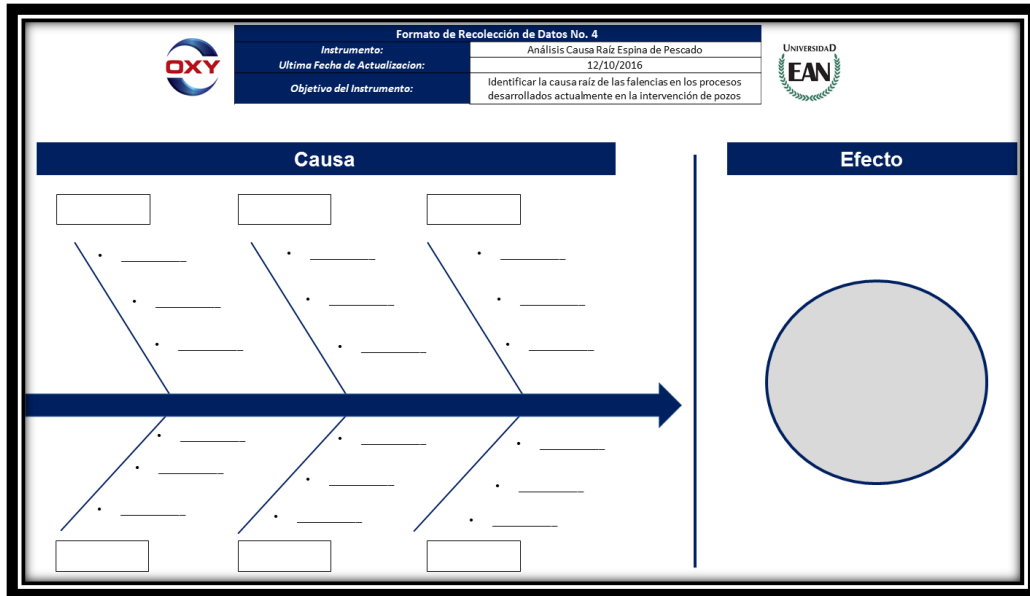 Formato de Recolección de Datos No. 4
OXY
Instrumento:
Análisis Causa Raíz Espina de Pescado
Ultima Fecha de Actualizacion:
12/10/2016
Objetivo del Instrumento:
Identificar la causa raíz de las falencias en los procesos
desarrollados actualmente en la intervención de pozos
UNIVERSIDAD
EAN
Causa
Efecto